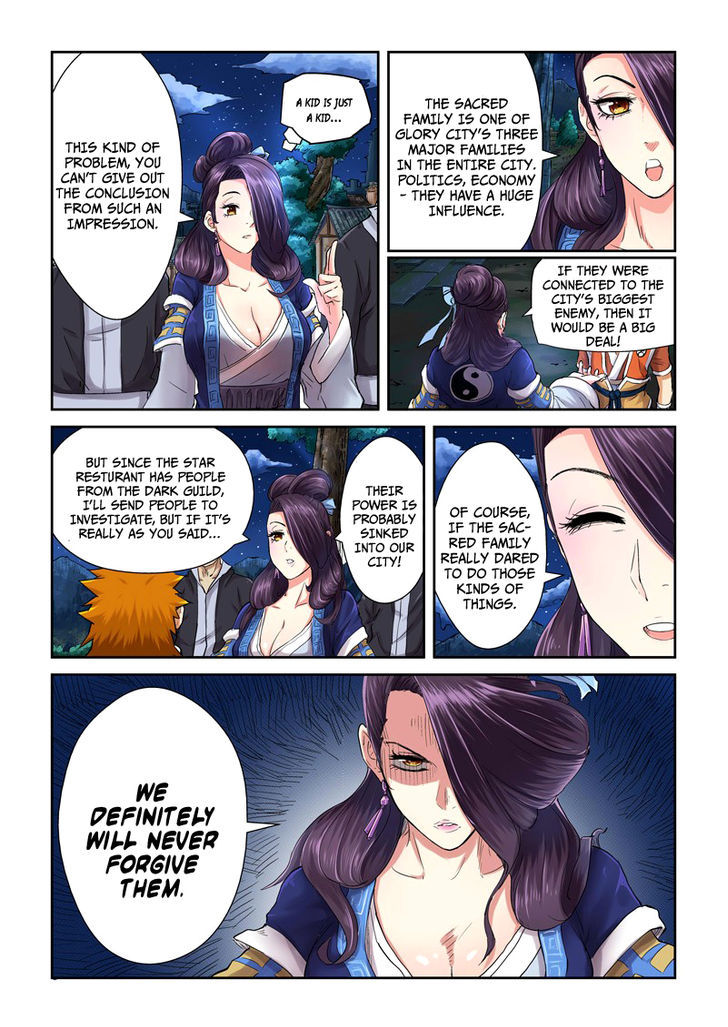 A KID IS JUST
A KID...
THIS KIND OF
PROBLEM, YOU
CAN'T GIVE OUT
THE CONCLUSION
FROM SUCH AN
IMPRESSION.
THE SACRED
FAMILY IS ONE OF
GLORY CITY'S THREE
MAJOR FAMILIES
IN THE ENTIRE CITY.
POLITICS, ECONOMY
- THEY HAVE A HUGE
INFLUENCE.
IF THEY WERE
CONNECTED TO THE
CITY'S BIGGEST
ENEMY, THEN IT
WOULD BE A BIG
DEAL!
BUT SINCE THE STAR
RESTURANT HAS PEOPLE
FROM THE DARK GUILD,
I'LL SEND PEOPLE TO
INVESTIGATE, BUT IF IT'S
REALLY AS YOU SAID...
THEIR
POWER IS
PROBABLY
SINKED
INTO OUR
CITY!
OF COURSE,
IF THE SAC-
RED FAMILY
REALLY DARED
TO DO THOSE
KINDS OF
THINGS.
WE
DEFINITELY
WILL NEVER
FORGIVE
THEM.